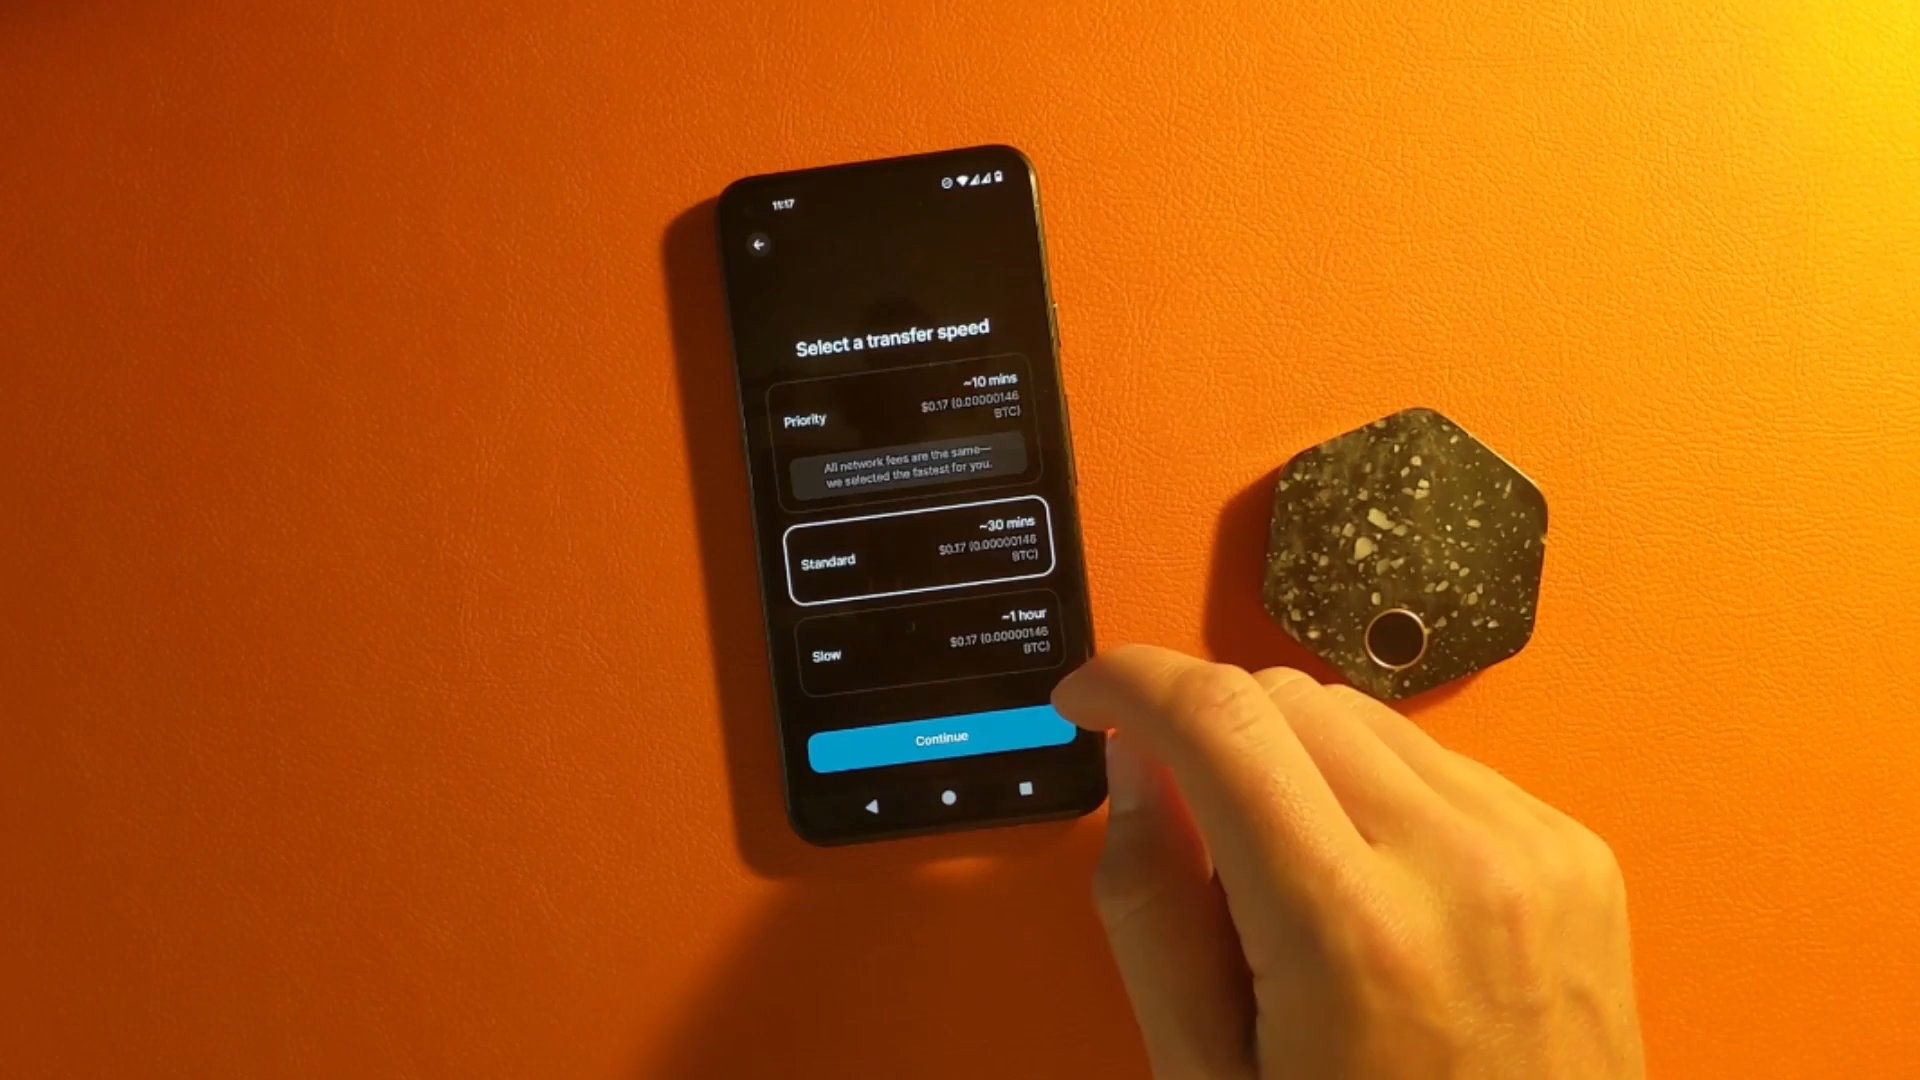 11:17
Select a transfer speed
~10 mins
Priority
$0.17 (0.00000146
BTC)
All network fees are the same—
we selected the fastest for you.
~30 mins
Standard
$0.17 (0.00000146
BTC)
~1 hour
Slow
$0.17 (0.00000146
BTC)
Continue